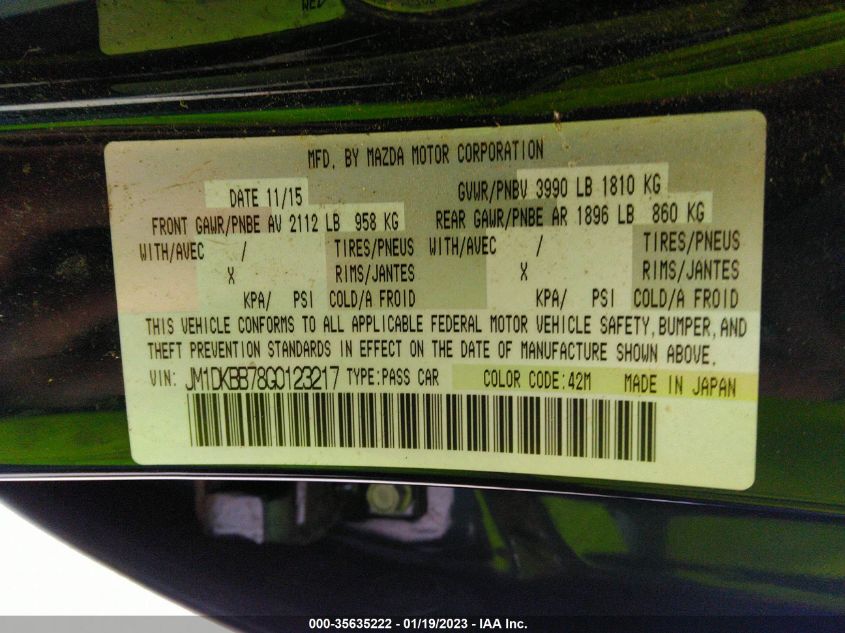 MFD. BY MAZDA MOTOR CORPORATION
DATE 11/15 GVWR/PNBV 3990 LB 1810 KG
FRONT GAWR/PNBE AV 2112 LB 958 KG REAR GAWR/PNBE AR 1896 LB 860 KG
WITH/AVEC / TIRES/PNEUS WITH/AVEC / TIRES/PNEUS
X RIMS/JANTES X RIMS/JANTES
KPA/ PSI COLD/A FROID KPA/ PSI COLD/A FROID
THIS VEHICLE CONFORMS TO ALL APPLICABLE FEDERAL MOTOR VEHICLE SAFETY, BUMPER, AND
THEFT PREVENTION STANDARDS IN EFFECT ON THE DATE OF MANUFACTURE SHOWN ABOVE.
VIN: JM1DKBB78G0123217 TYPE:PASS CAR COLOR CODE:42M MADE IN JAPAN
000-35635222 - 01/19/2023 - IAA Inc.